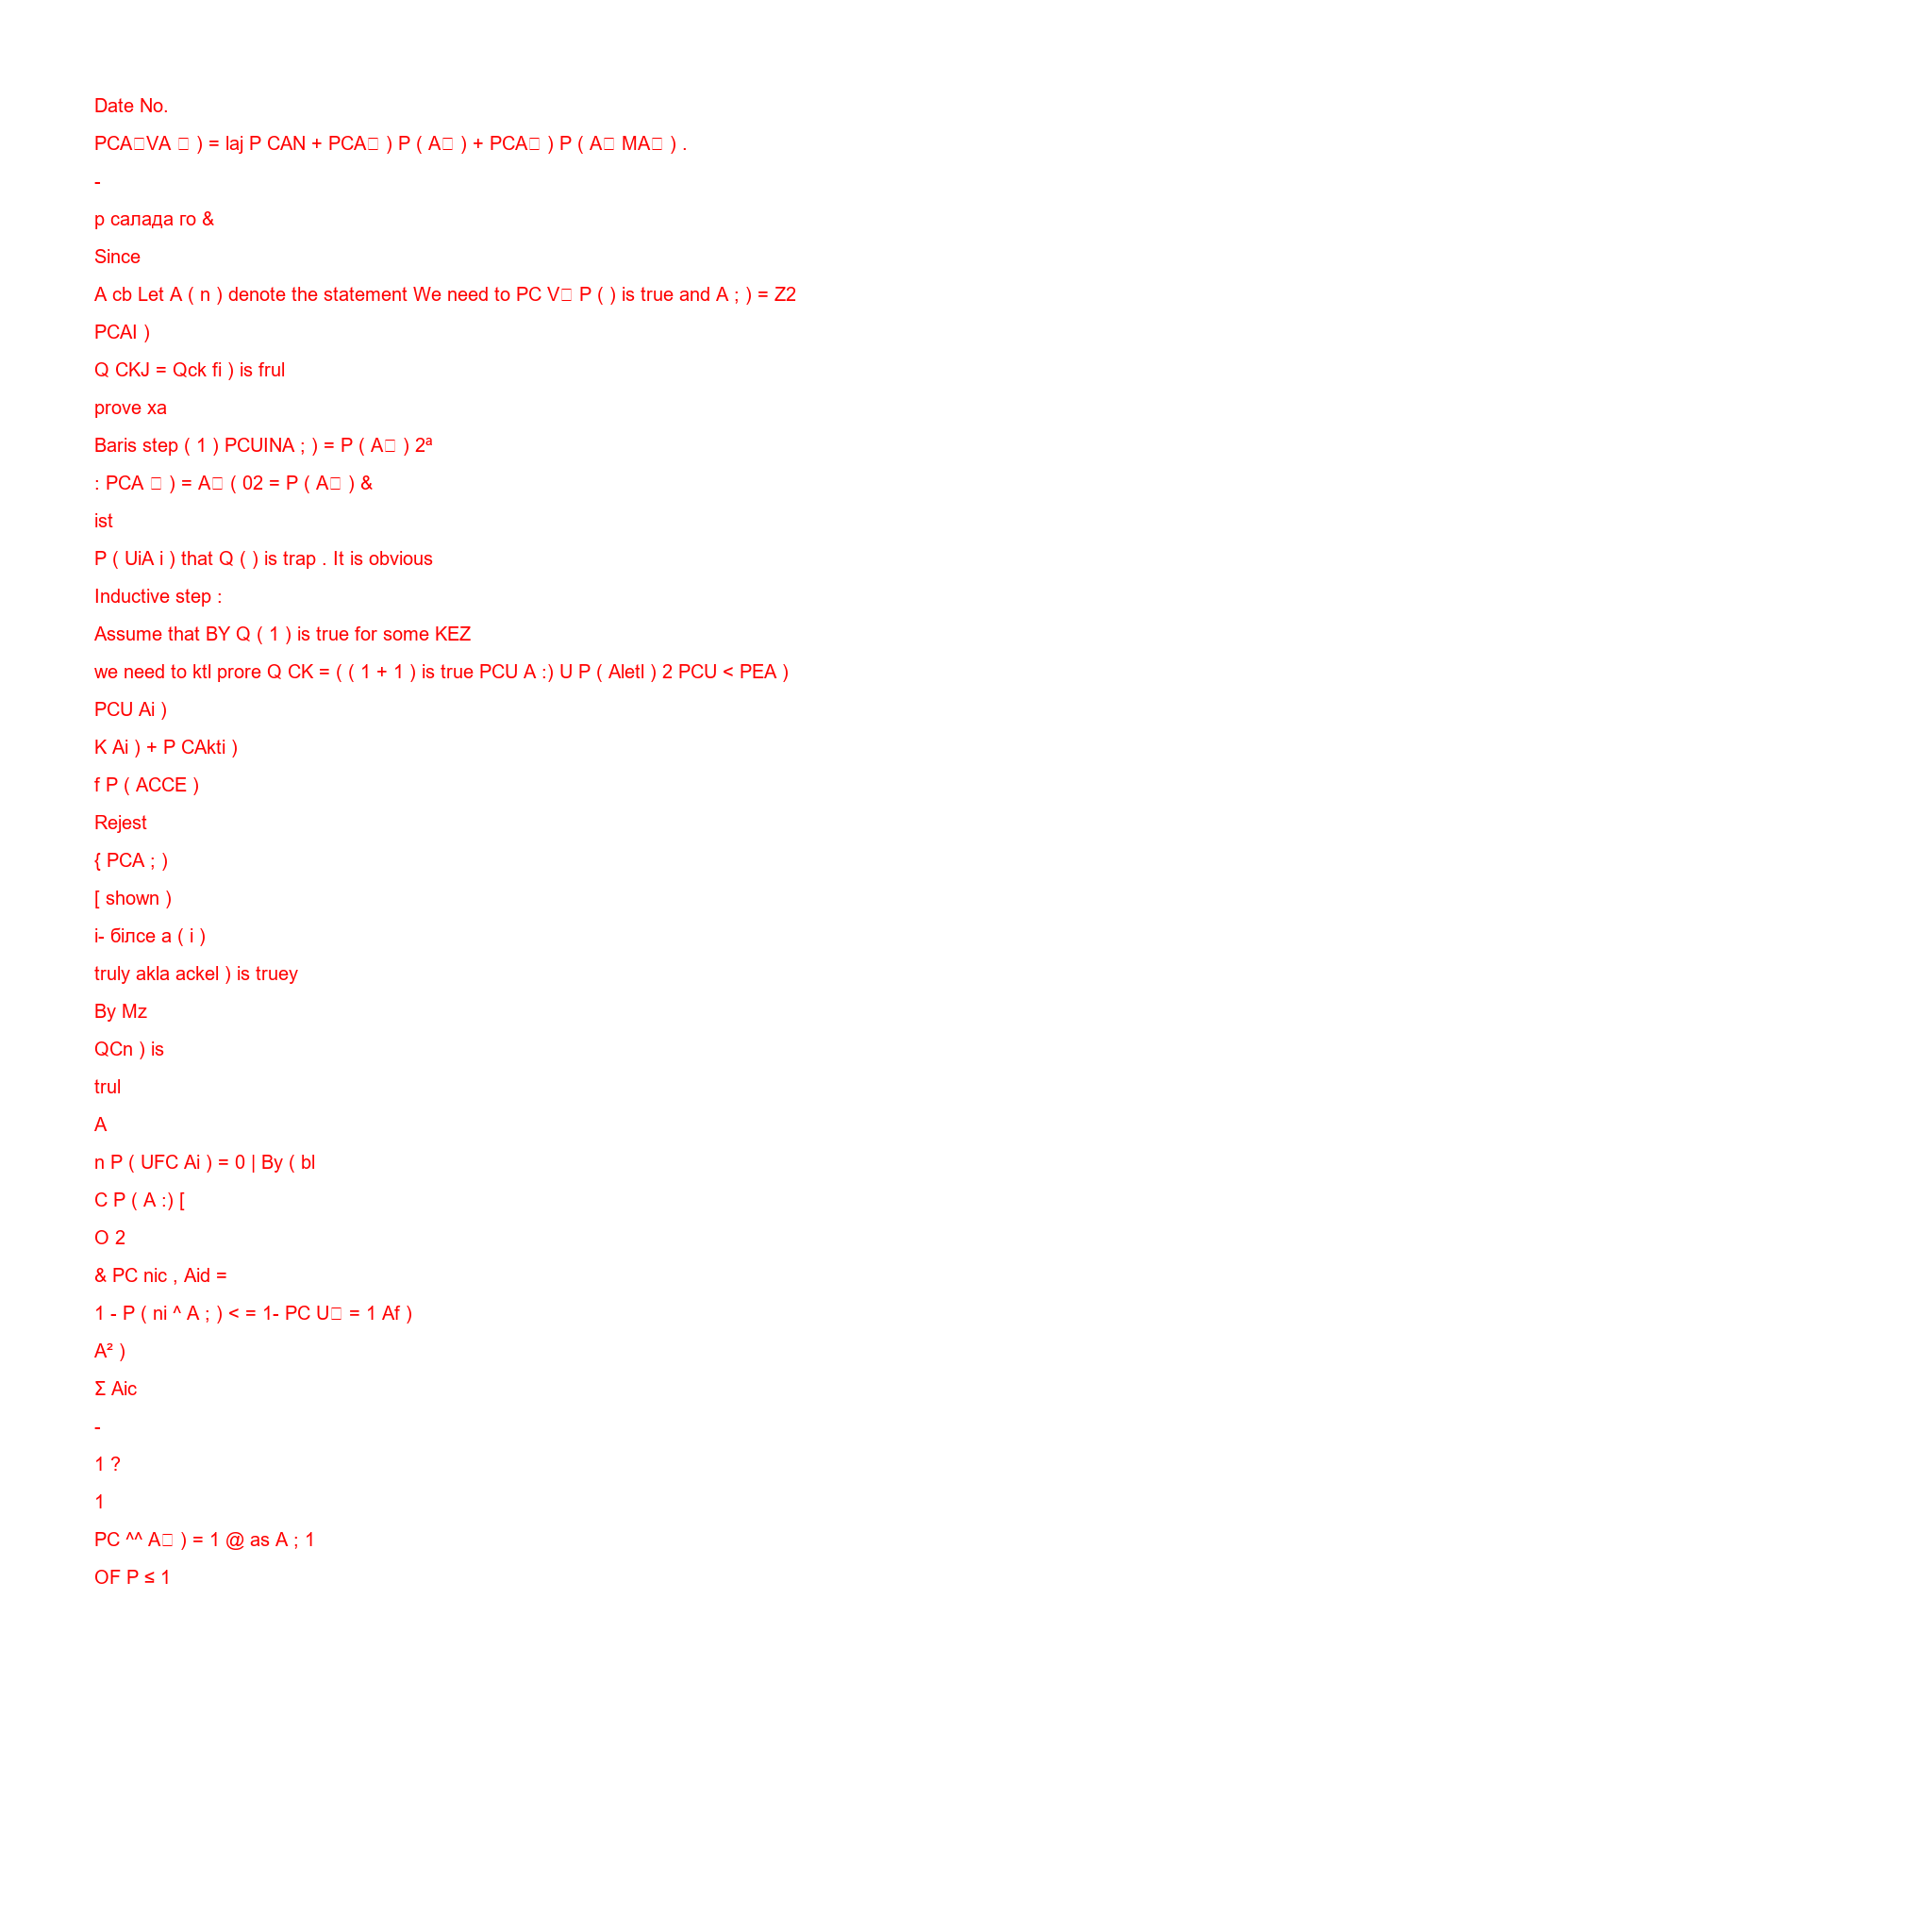 Date No.
PCA□VA □ ) = laj P CAN + PCA□ ) P ( A□ ) + PCA□ ) P ( A□ MA□ ) .
-
р салада го &
Since
A cb Let A ( n ) denote the statement We need to PC V□ P ( ) is true and A ; ) = Z2
PCAI )
Q CKJ = Qck fi ) is frul
prove xa
Baris step ( 1 ) PCUINA ; ) = P ( A□ ) 2ª
: PCA □ ) = A□ ( 02 = P ( A□ ) &
ist
P ( UiA i ) that Q ( ) is trap . It is obvious
Inductive step :
Assume that BY Q ( 1 ) is true for some KEZ
we need to ktl prore Q CK = ( ( 1 + 1 ) is true PCU A :) U P ( Aletl ) 2 PCU < PEA )
PCU Ai )
K Ai ) + P CAkti )
f P ( ACCE )
Rejest
{ PCA ; )
[ shown )
i- білсе a ( i )
truly akla ackel ) is truey
By Mz
QCn ) is
trul
A
n P ( UFC Ai ) = 0 | By ( bl
C P ( A :) [
O 2
& PC nic , Aid =
1 - P ( ni ^ A ; ) < = 1- PC U□ = 1 Af )
A² )
Σ Aic
-
1 ?
1
PC ^^ A□ ) = 1 @ as A ; 1
OF P ≤ 1